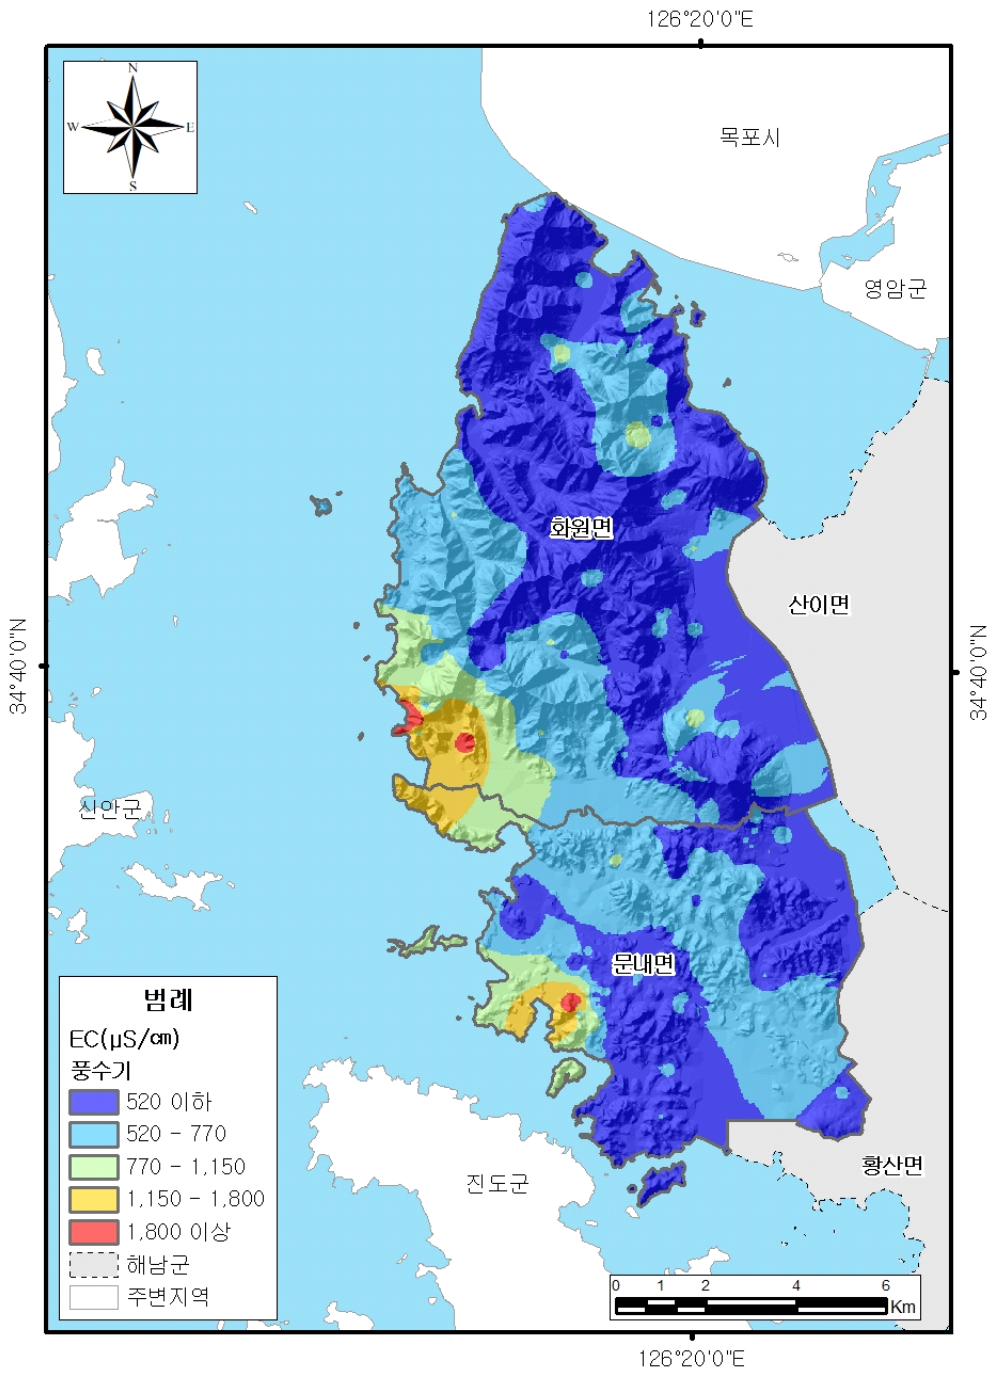 126°20'0"E
N
W E
S
목포시
영암군
화원면
산이면
34°40'0"N
34°40'0"N
신안군
문내면
범례
EC(μS/㎝)
풍수기
520 이하
520 - 770
770 - 1,150
1,150 - 1,800
1,800 이상
해남군
주변지역
진도군
황산면
0 1 2 4 6
Km
126°20'0"E